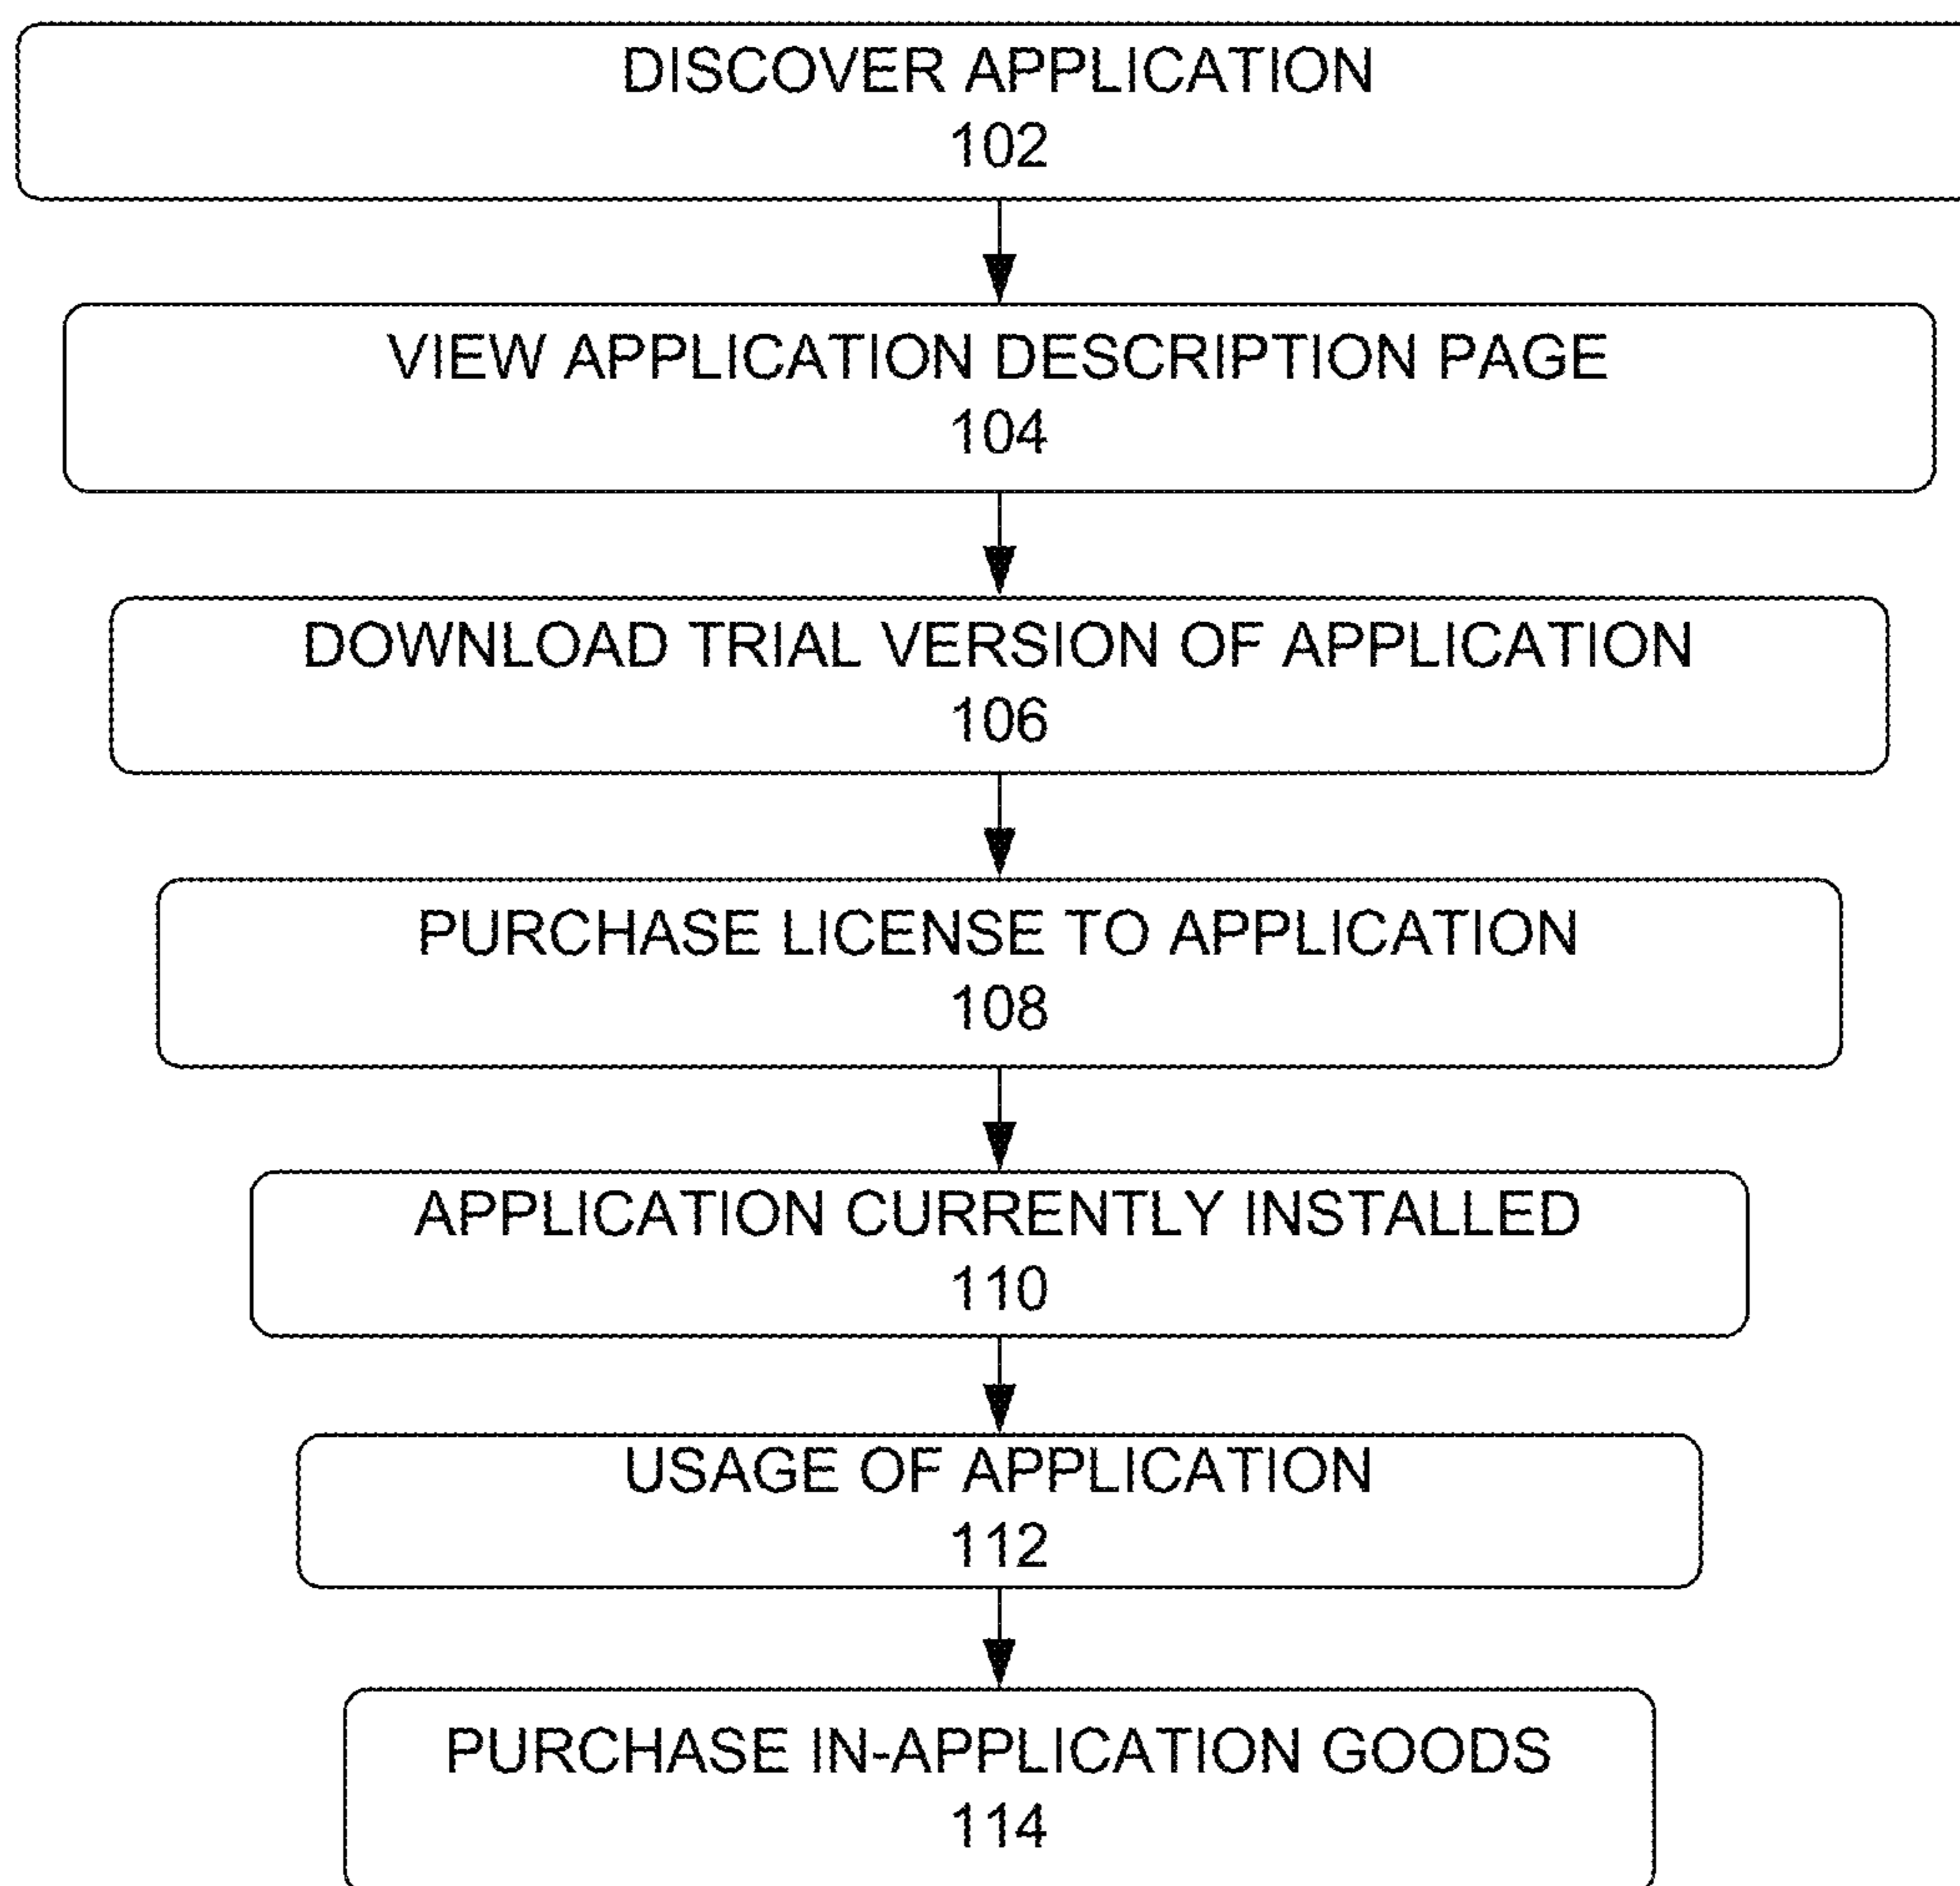 DISCOVER APPLICATION
102
VIEW APPLICATION DESCRIPTION PAGE
104
DOWNLOAD TRIAL VERSION OF APPLICATION
106
PURCHASE LICENSE TO APPLICATION
108
APPLICATION CURRENTLY INSTALLED
110
USAGE OF APPLICATION
112
PURCHASE IN-APPLICATION GOODS
114